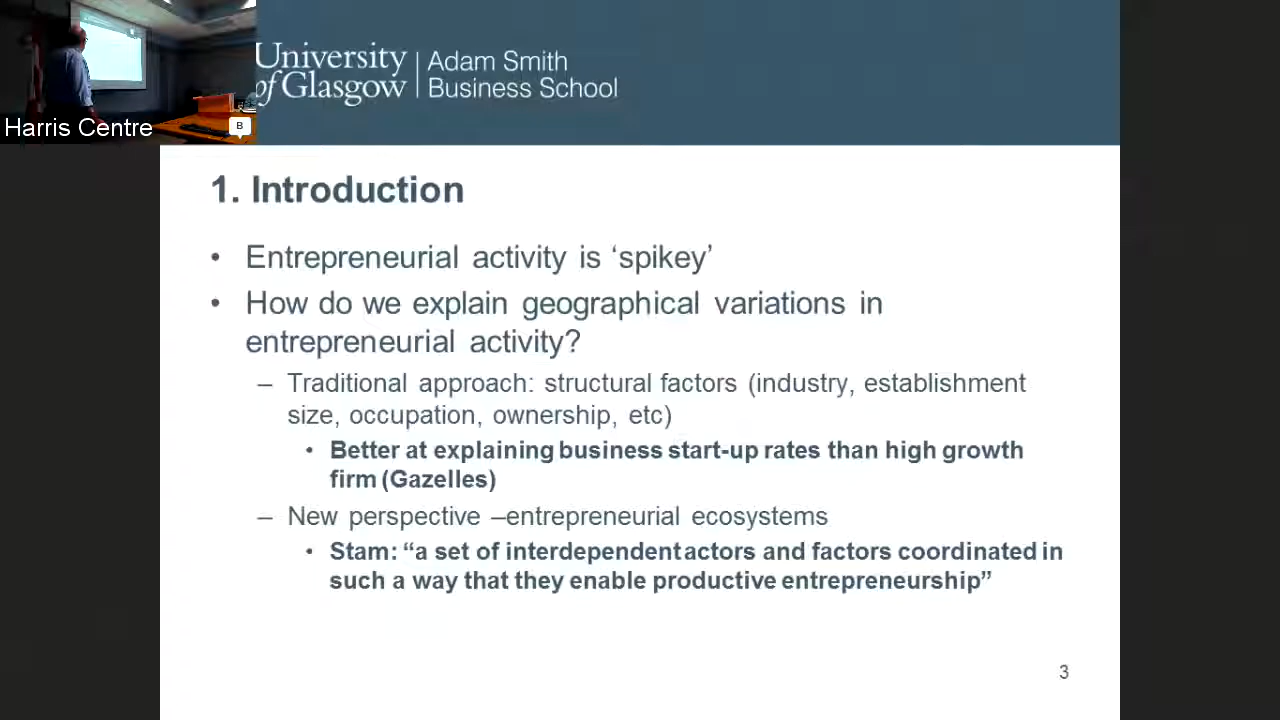 University
of Glasgow
Adam Smith
Business School
Harris Centre
B
1. Introduction
• Entrepreneurial activity is ‘spikey’
• How do we explain geographical variations in
entrepreneurial activity?
– Traditional approach: structural factors (industry, establishment
size, occupation, ownership, etc)
• Better at explaining business start-up rates than high growth
firm (Gazelles)
– New perspective –entrepreneurial ecosystems
• Stam: “a set of interdependent actors and factors coordinated in
such a way that they enable productive entrepreneurship”
3